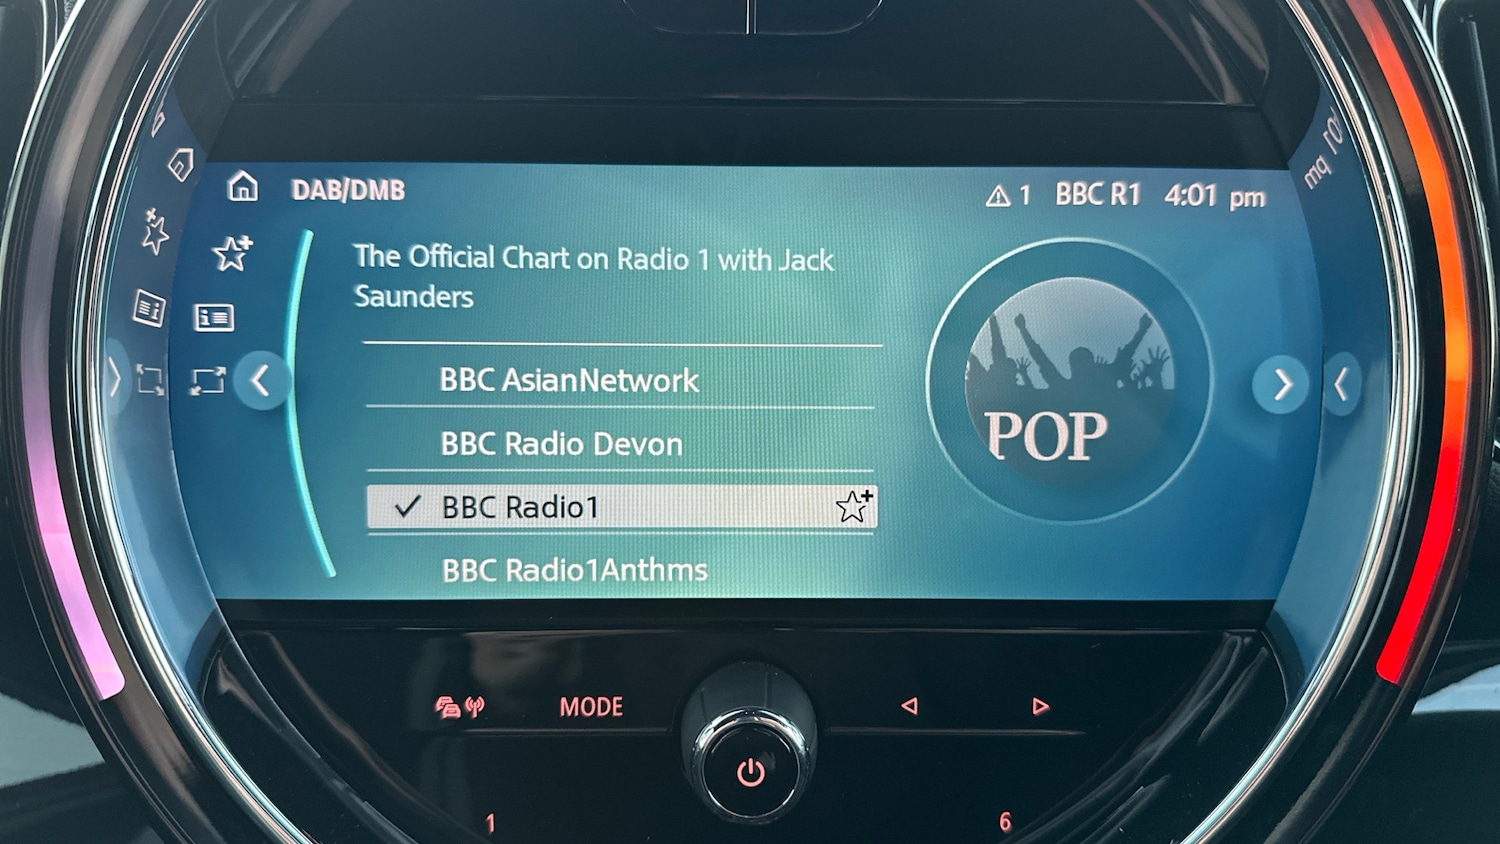 DAB/DMB
1 BBC R1 4:01 pm
The Official Chart on Radio 1 with Jack
Saunders
BBC AsianNetwork
BBC Radio Devon
BBC Radio1
BBC Radio1Anthms
POP
MODE
1
6